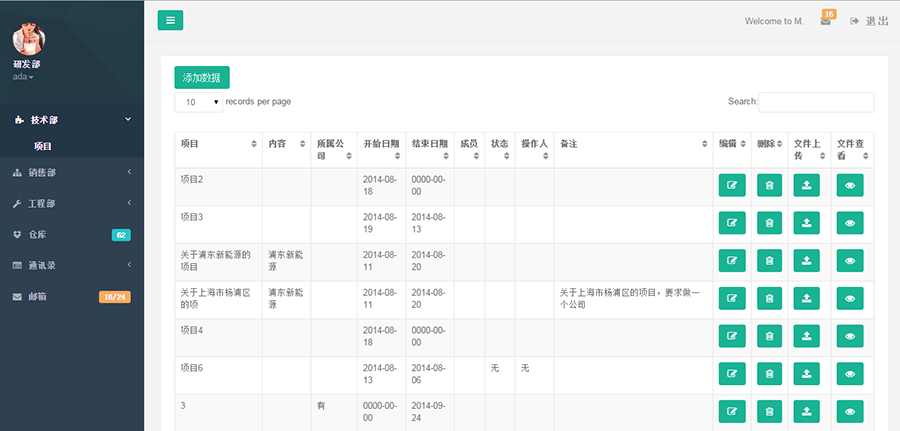 研发部
ada
技术部
项目
销售部
工程部
仓库
62
通讯录
邮箱
16/24
Welcome to M.
16
退出
添加数据
10
records per page
Search:
项目 内容 所属公司 开始日期 结束日期 成员 状态 操作人 备注 编辑 删除 文件上传 文件查看
项目2 2014-08-18 0000-00-00
项目3 2014-08-19 2014-08-13
关于浦东新能源的项目 浦东新能源 2014-08-11 2014-08-20
关于上海市杨浦区的项 浦东新能源 2014-08-11 2014-08-20 关于上海市杨浦区的项目，要求做一个公司
项目4 2014-08-18 0000-00-00
项目6 2014-08-13 2014-08-06 无 无
3 有 0000-00-00 2014-09-24